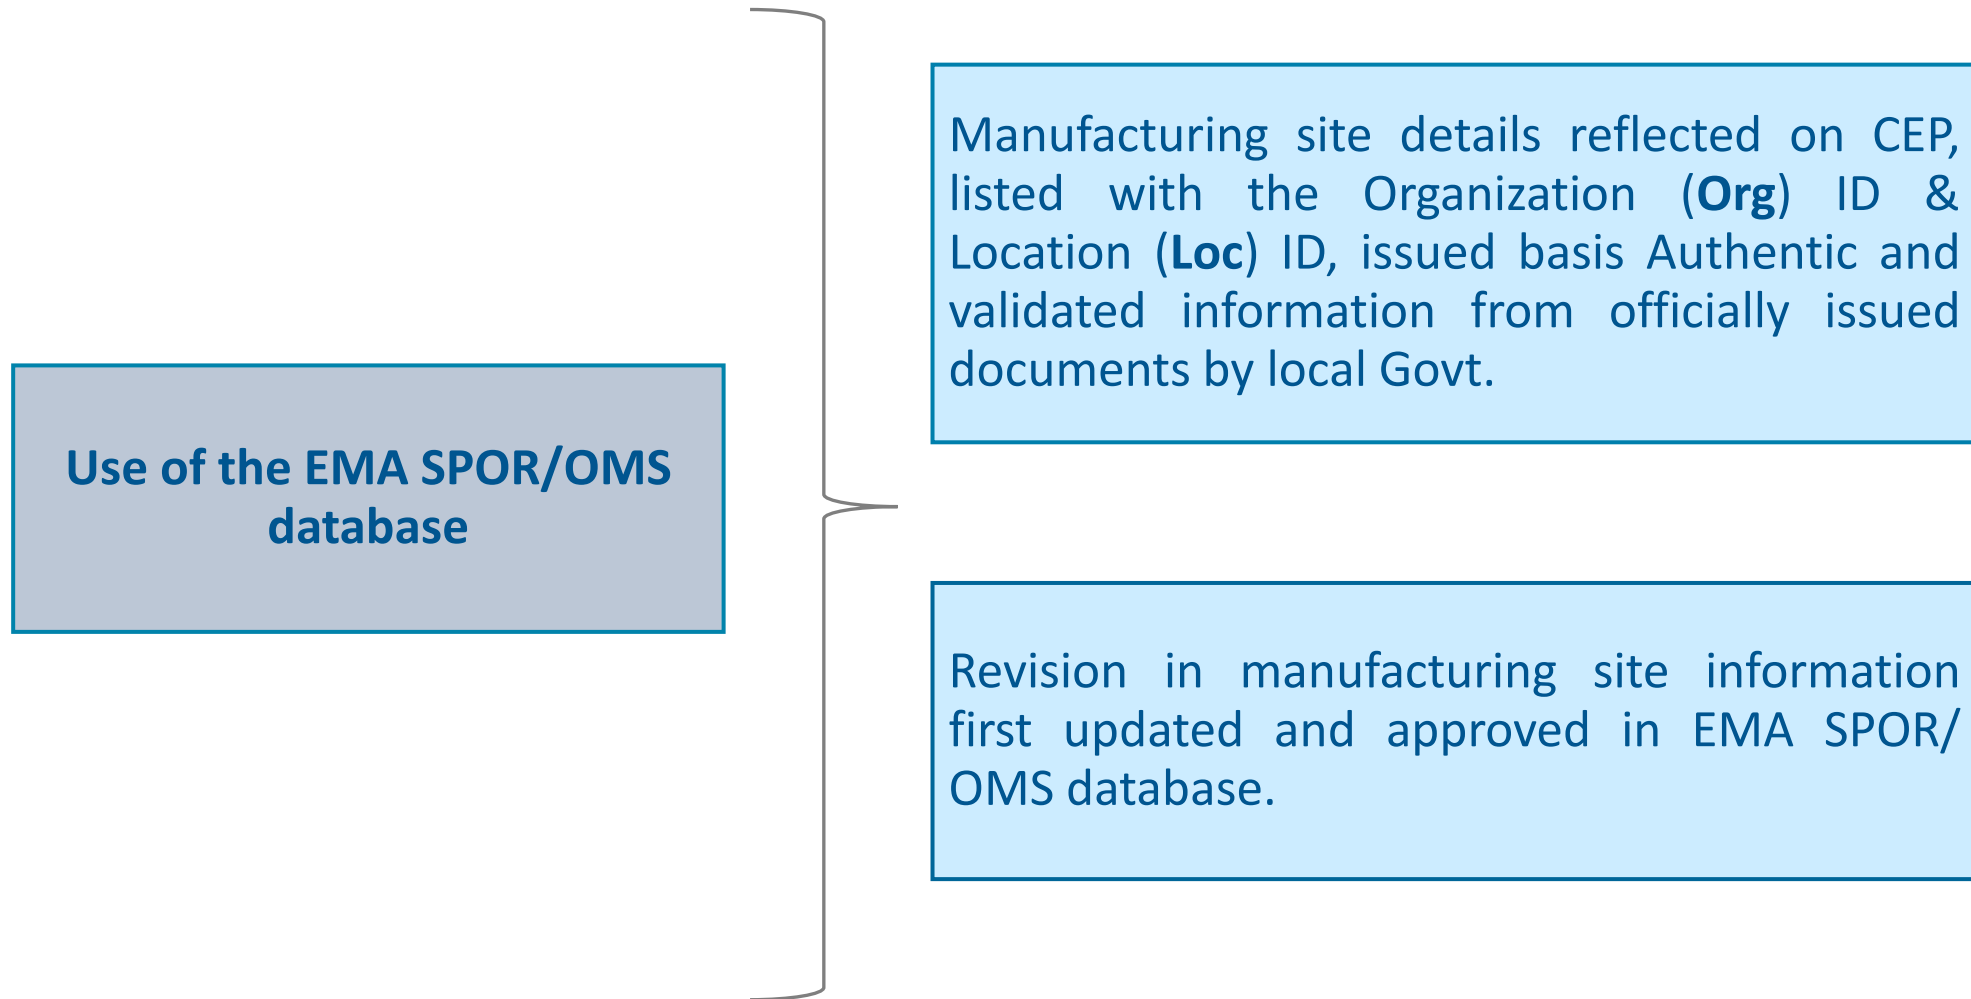 Use of the EMA SPOR/OMS
database
Manufacturing site details reflected on CEP,
listed with the Organization (Org) ID &
Location (Loc) ID, issued basis Authentic and
validated information from officially issued
documents by local Govt.
Revision in manufacturing site information
first updated and approved in EMA SPOR/
OMS database.